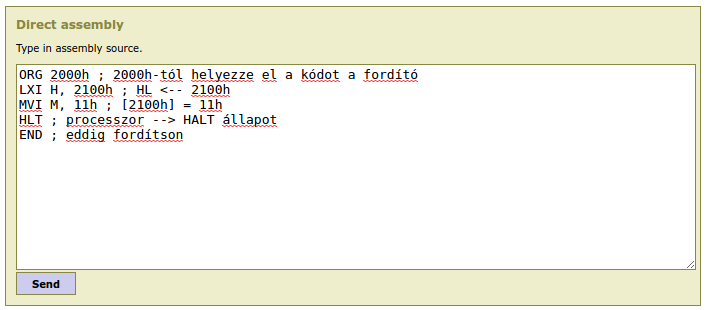 Direct assembly
Type in assembly source.
ORG 2000h ; 2000h-tól helyezze el a kódot a fordító
LXI H, 2100h ; HL <-- 2100h
MVI M, 11h ; [2100h] = 11h
HLT ; processzor --> HALT állapot
END ; eddig fordítson
Send